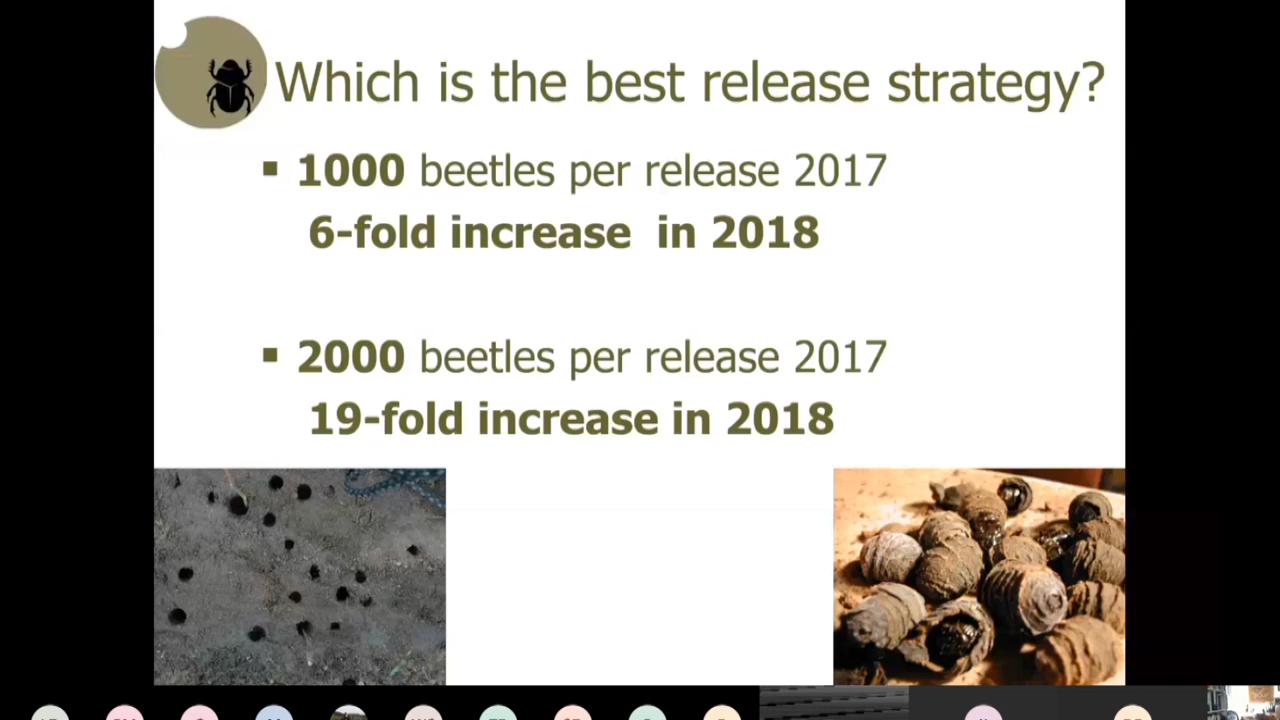 Which is the best release strategy?
▪ 1000 beetles per release 2017
6-fold increase in 2018
▪ 2000 beetles per release 2017
19-fold increase in 2018